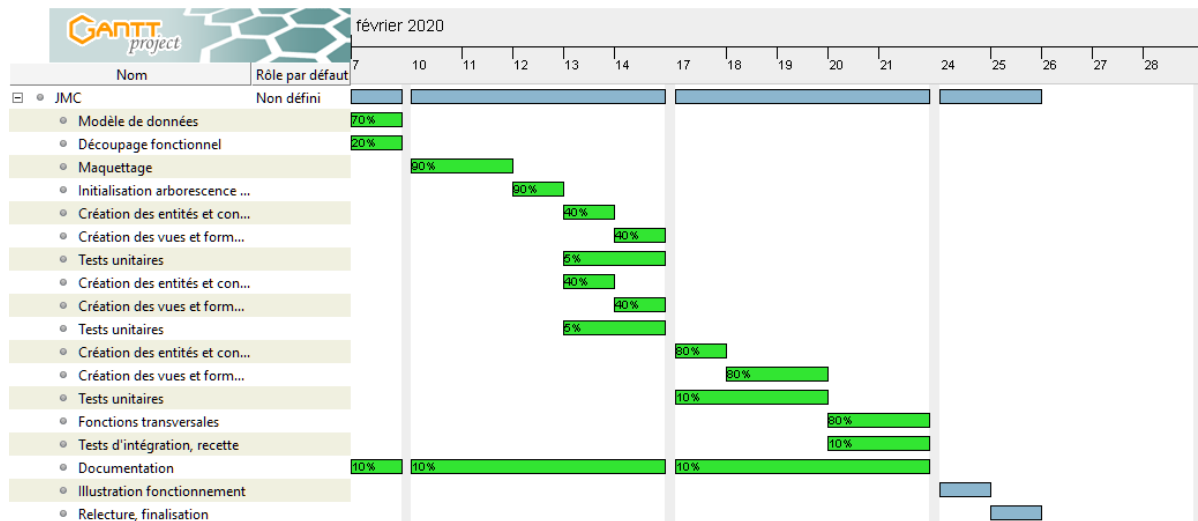 GANTT
project
février 2020
7 10 11 12 13 14 17 18 19 20 21 24 25 26 27 28
Nom Rôle par défaut
JMC Non défini
Modèle de données 70%
Découpage fonctionnel 20%
Maquettage 90%
Initialisation arborescence ... 90%
Création des entités et con... 40%
Création des vues et form... 40%
Tests unitaires 5%
Création des entités et con... 40%
Création des vues et form... 40%
Tests unitaires 5%
Création des entités et con... 80%
Création des vues et form... 80%
Tests unitaires 10%
Fonctions transversales 80%
Tests d'intégration, recette 10%
Documentation 10% 10% 10%
Illustration fonctionnement
Relecture, finalisation